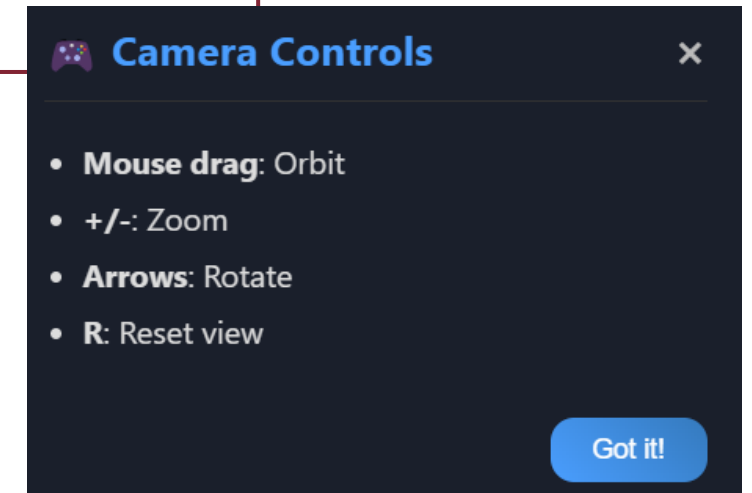 Camera Controls
Mouse drag: Orbit
+/-: Zoom
Arrows: Rotate
R: Reset view
Got it!